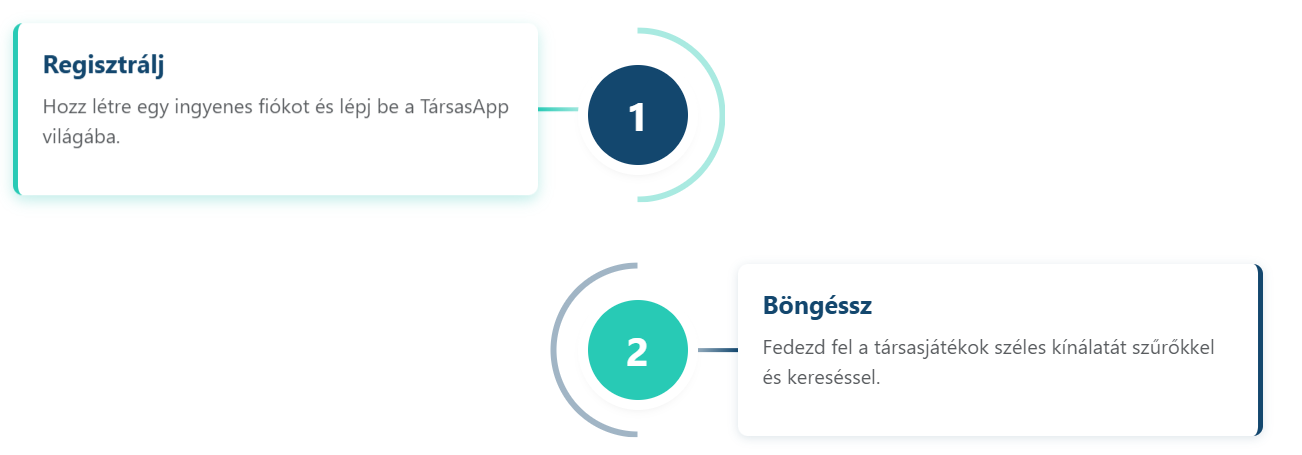 Regisztrálj
Hozz létre egy ingyenes fiókot és lépj be a TársasApp
világába.
1
2
Böngéssz
Fedezd fel a társasjátékok széles kínálatát szűrőkkel
és kereséssel.